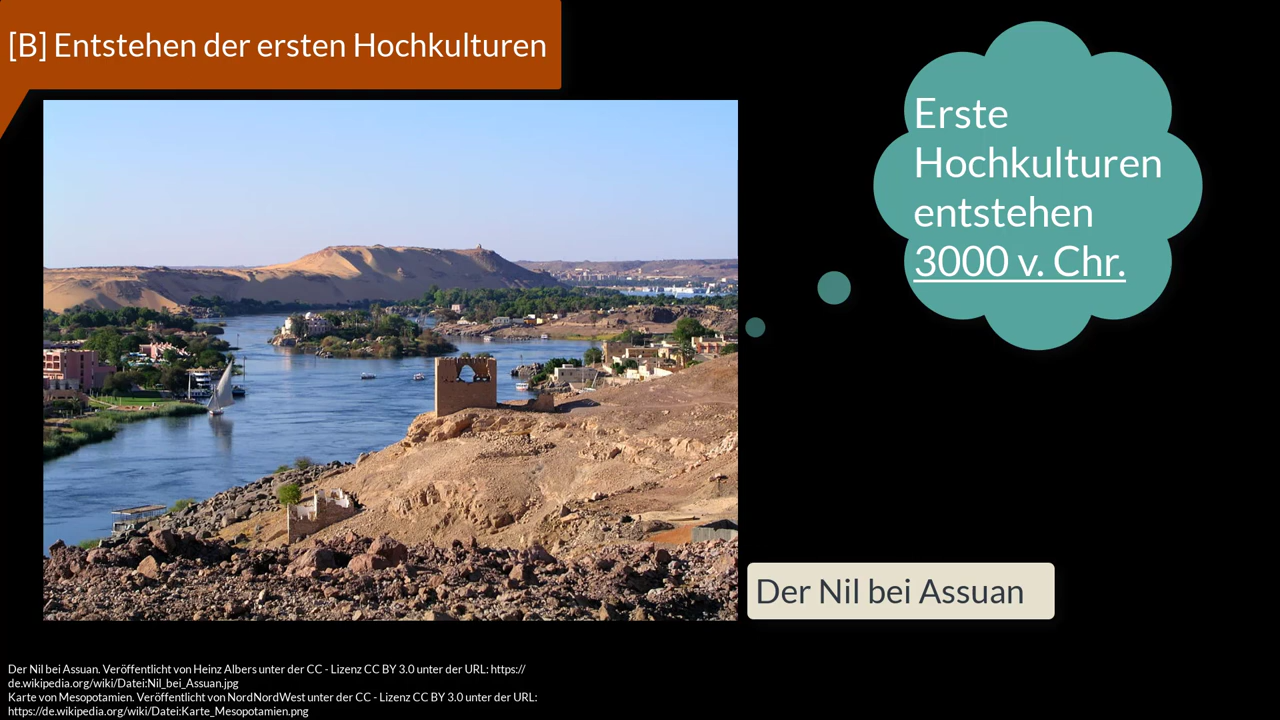 [B] Entstehen der ersten Hochkulturen
Erste
Hochkulturen
entstehen
3000 v. Chr.
Der Nil bei Assuan
Der Nil bei Assuan. Veröffentlicht von Heinz Albers unter der CC - Lizenz CC BY 3.0 unter der URL: https://
de.wikipedia.org/wiki/Datei:Nil_bei_Assuan.jpg
Karte von Mesopotamien. Veröffentlicht von NordNordWest unter der CC - Lizenz CC BY 3.0 unter der URL:
https://de.wikipedia.org/wiki/Datei:Karte_Mesopotamien.png